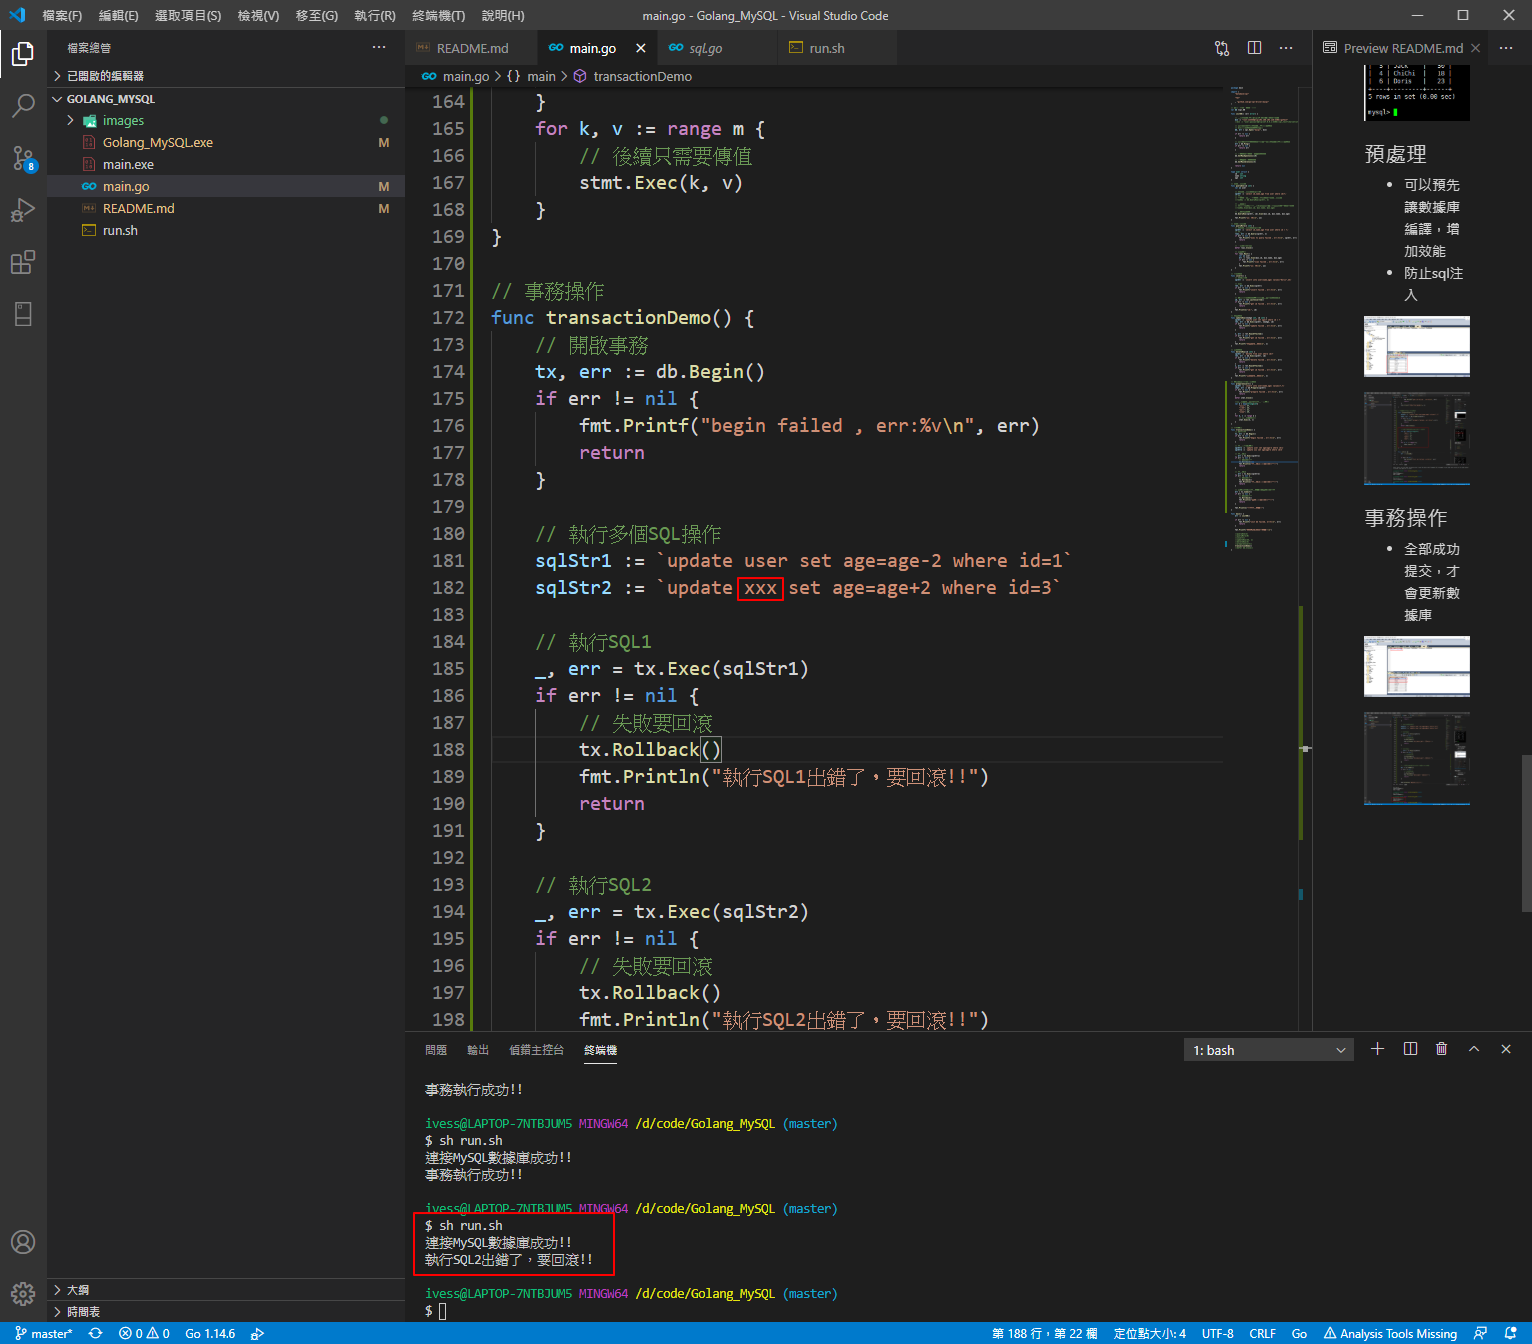 檔案(F) 編輯(E) 選取項目(S) 檢視(V) 移至(G) 執行(R) 終端機(T) 說明(H) main.go - Golang_MySQL - Visual Studio Code
檔案總管 ···
已開啟的編輯器
GOLANG_MYSQL
images
Golang_MySQL.exe M
main.exe
main.go M
README.md M
run.sh
8
大綱
時間表
README.md main.go sql.go run.sh
main.go > {} main > transactionDemo
164 }
165 for k, v := range m {
166 // 後續只需要傳值
167 stmt.Exec(k, v)
168 }
169 }
170
171 // 事務操作
172 func transactionDemo() {
173 // 開啟事務
174 tx, err := db.Begin()
175 if err != nil {
176 fmt.Printf("begin failed , err:%v\n", err)
177 return
178 }
179
180 // 執行多個SQL操作
181 sqlStr1 := `update user set age=age-2 where id=1`
182 sqlStr2 := `update xxx set age=age+2 where id=3`
183
184 // 執行SQL1
185 _, err = tx.Exec(sqlStr1)
186 if err != nil {
187 // 失敗要回滾
188 tx.Rollback()
189 fmt.Println("執行SQL1出錯了，要回滾!!")
190 return
191 }
192
193 // 執行SQL2
194 _, err = tx.Exec(sqlStr2)
195 if err != nil {
196 // 失敗要回滾
197 tx.Rollback()
198 fmt.Println("執行SQL2出錯了，要回滾!!")
Preview README.md
| 4 | ChiChi | 18 |
| 6 | Doris | 23 |
5 rows in set (0.00 sec)
mysql>
預處理
• 可以預先
讓數據庫
編譯，增
加效能
• 防止sql注
入
事務操作
• 全部成功
提交，才
會更新數
據庫
問題 輸出 偵錯主控台 終端機 1: bash
事務執行成功!!
ivess@LAPTOP-7NTBJUM5 MINGW64 /d/code/Golang_MySQL (master)
$ sh run.sh
連接MySQL數據庫成功!!
事務執行成功!!
ivess@LAPTOP-7NTBJUM5 MINGW64 /d/code/Golang_MySQL (master)
$ sh run.sh
連接MySQL數據庫成功!!
執行SQL2出錯了，要回滾!!
ivess@LAPTOP-7NTBJUM5 MINGW64 /d/code/Golang_MySQL (master)
$
master* 0 0 Go 1.14.6 第 188 行，第 22 欄 定位點大小: 4 UTF-8 CRLF Go Analysis Tools Missing